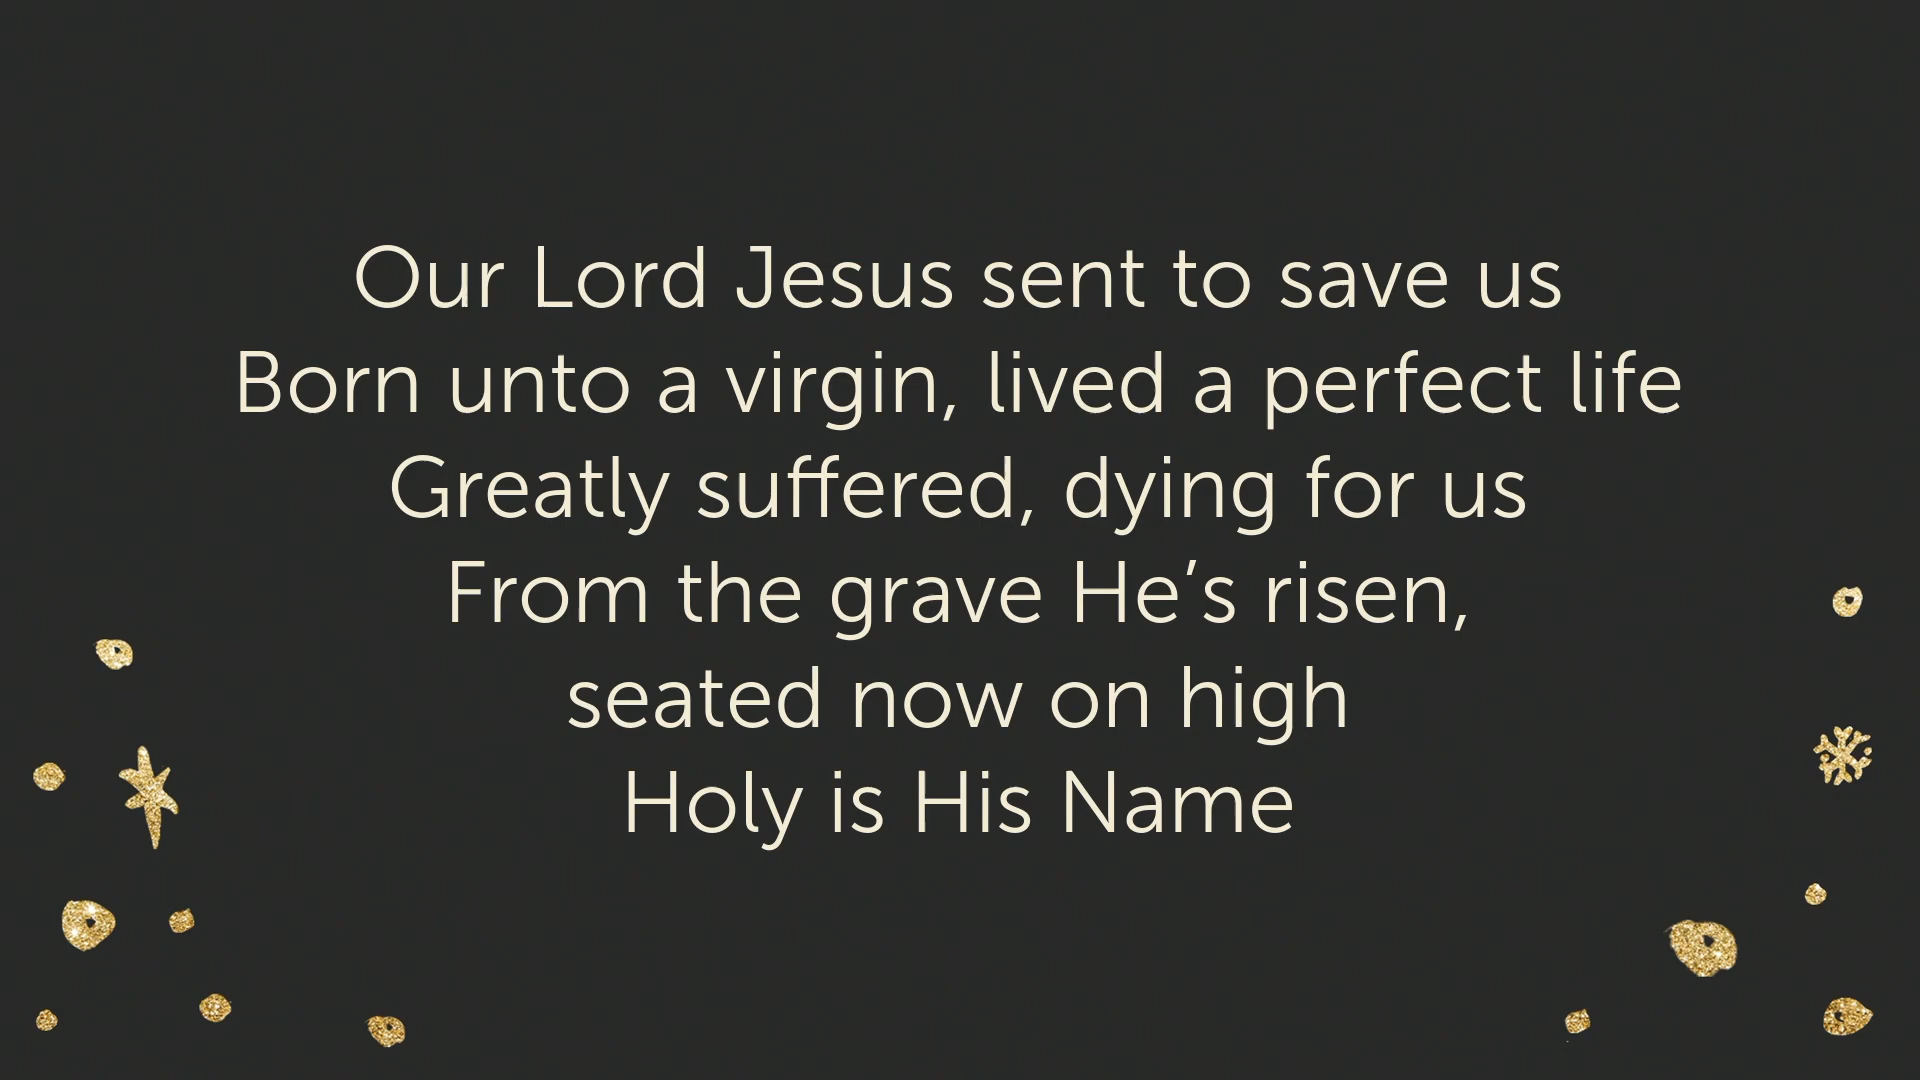 Our Lord Jesus sent to save us
Born unto a virgin, lived a perfect life
Greatly suffered, dying for us
From the grave He’s risen,
seated now on high
Holy is His Name